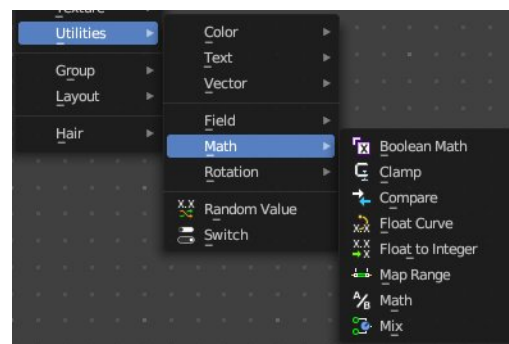 Texture
Utilities
Group
Layout
Hair
Color
Text
Vector
Field
Math
Rotation
Random Value
Switch
Boolean Math
Clamp
Compare
Float Curve
Float to Integer
Map Range
Math
Mix